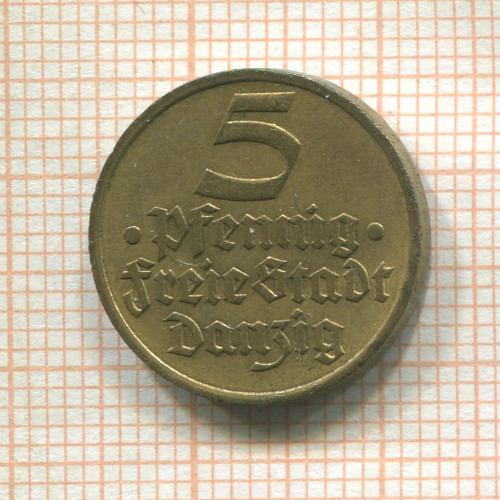 5
· Pfennig ·
Freie Stadt
Danzig